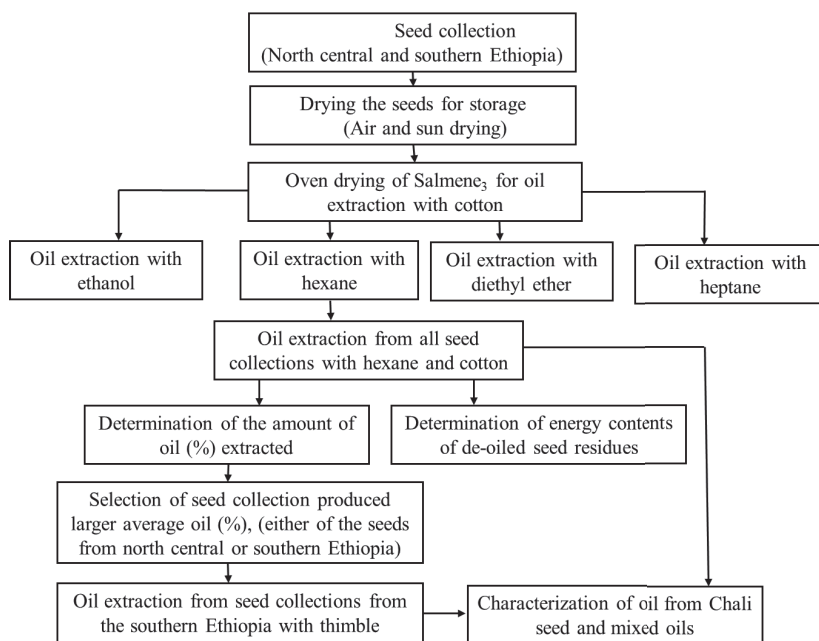 Seed collection
(North central and southern Ethiopia)
Drying the seeds for storage
(Air and sun drying)
Oven drying of Salmene₃ for oil
extraction with cotton
Oil extraction with
ethanol
Oil extraction with
hexane
Oil extraction with
diethyl ether
Oil extraction with
heptane
Oil extraction from all seed
collections with hexane and cotton
Determination of the amount of
oil (%) extracted
Determination of energy contents
of de-oiled seed residues
Selection of seed collection produced
larger average oil (%), (either of the seeds
from north central or southern Ethiopia)
Oil extraction from seed collections from
the southern Ethiopia with thimble
Characterization of oil from Chali
seed and mixed oils